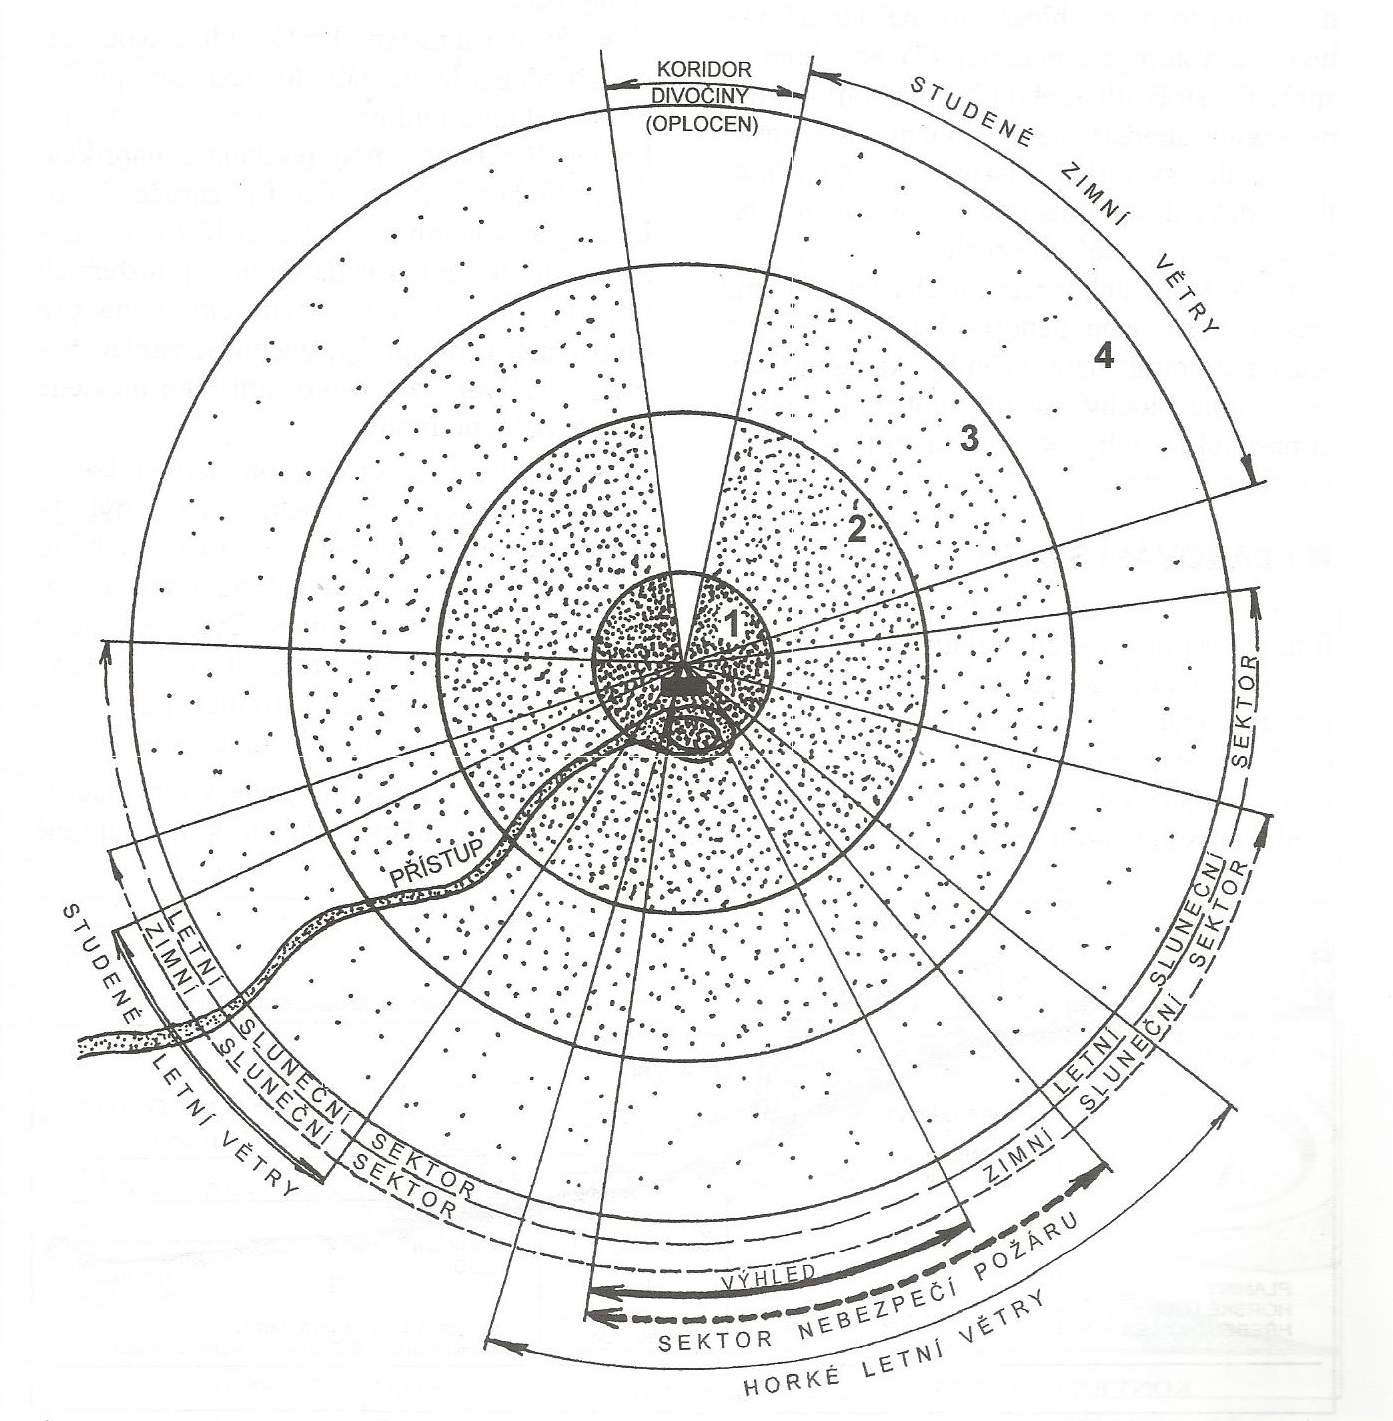 KORIDOR
DIVOČINY
(OPLOCEN)
STUDENÉ ZIMNÍ VĚTRY
4
3
2
1
SEKTOR
PŘÍSTUP
LETNÍ SLUNEČNÍ SEKTOR
ZIMNÍ SLUNEČNÍ SEKTOR
STUDENÉ LETNÍ VĚTRY
LETNÍ SLUNEČNÍ
ZIMNÍ SLUNEČNÍ SEKTOR
VÝHLED
SEKTOR NEBEZPEČÍ POŽÁRU
HORKÉ LETNÍ VĚTRY